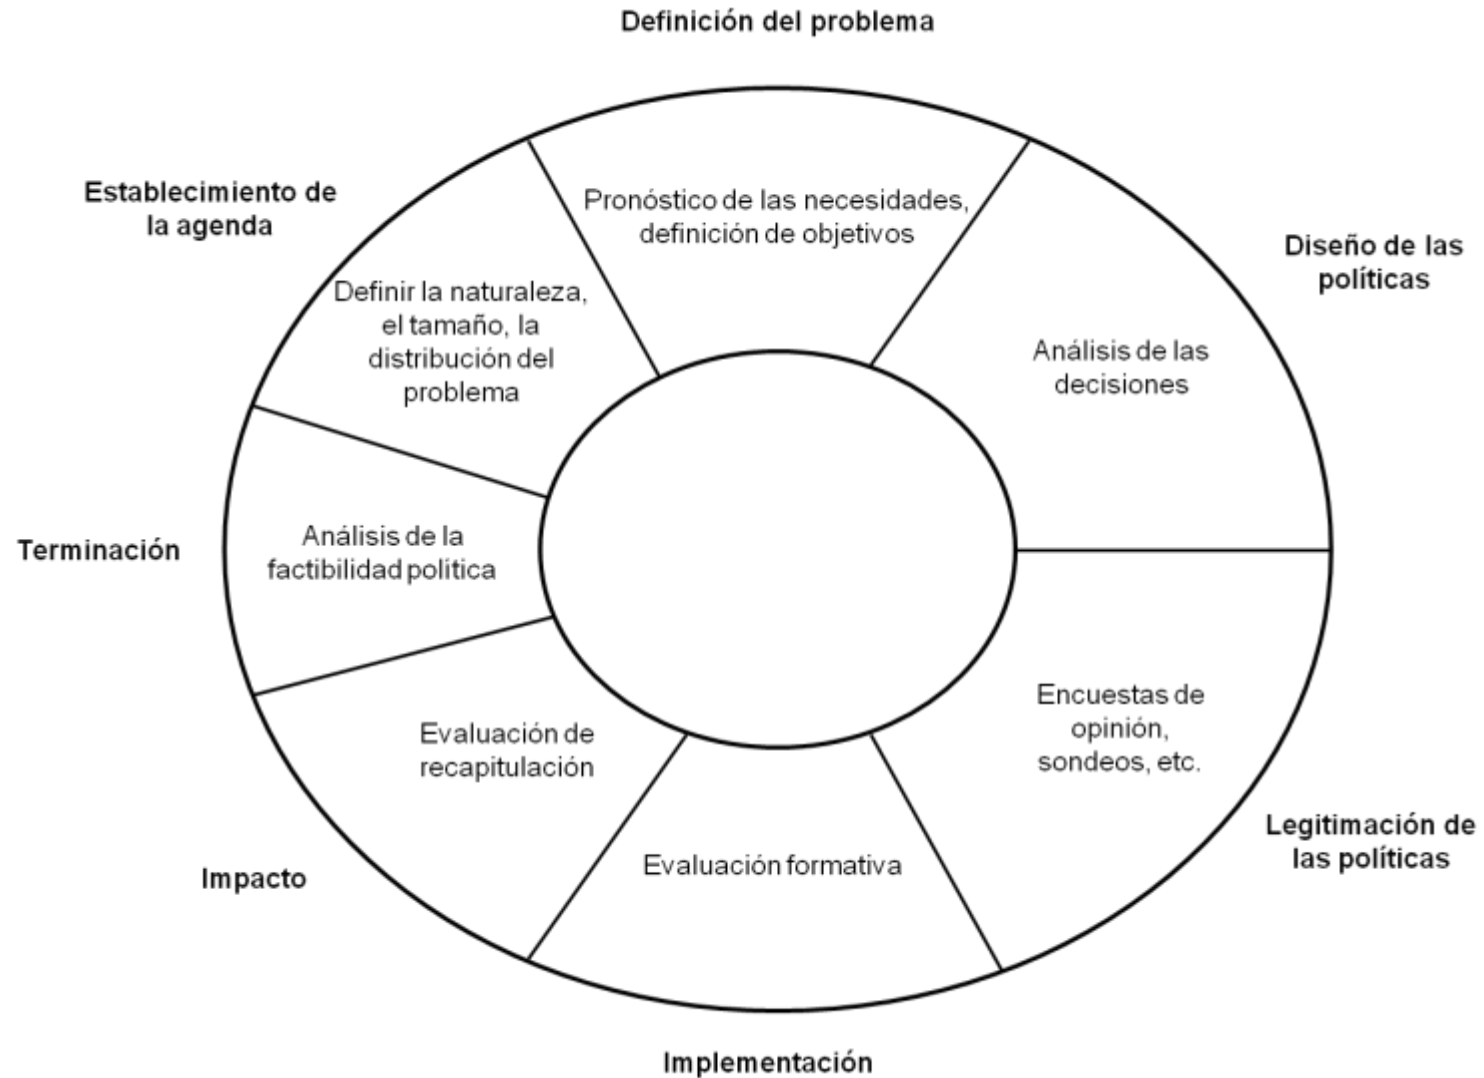 Definición del problema
Establecimiento de
la agenda
Pronóstico de las necesidades,
definición de objetivos
Diseño de las
políticas
Definir la naturaleza,
el tamaño, la
distribución del
problema
Análisis de las
decisiones
Terminación
Análisis de la
factibilidad política
Encuestas de
opinión,
sondeos, etc.
Evaluación de
recapitulación
Legitimación de
las políticas
Impacto
Evaluación formativa
Implementación